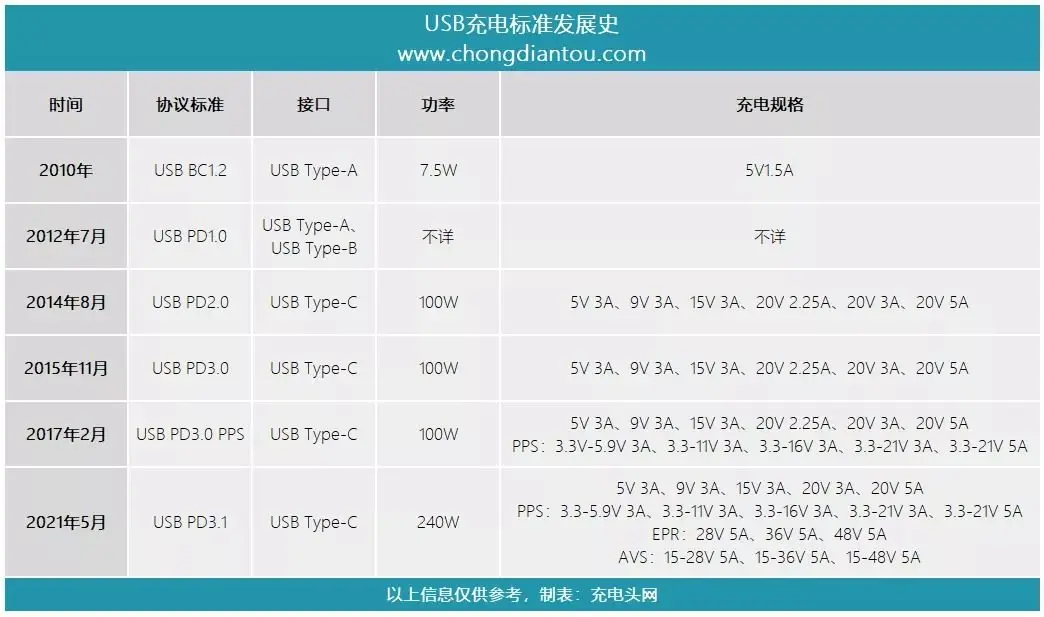 USB充电标准发展史
www.chongdiantou.com
时间 协议标准 接口 功率 充电规格
2010年 USB BC1.2 USB Type-A 7.5W 5V1.5A
2012年7月 USB PD1.0 USB Type-A、 USB Type-B 不详 不详
2014年8月 USB PD2.0 USB Type-C 100W 5V 3A、9V 3A、15V 3A、20V 2.25A、20V 3A、20V 5A
2015年11月 USB PD3.0 USB Type-C 100W 5V 3A、9V 3A、15V 3A、20V 2.25A、20V 3A、20V 5A
2017年2月 USB PD3.0 PPS USB Type-C 100W 5V 3A、9V 3A、15V 3A、20V 2.25A、20V 3A、20V 5A
PPS：3.3V-5.9V 3A、3.3-11V 3A、3.3-16V 3A、3.3-21V 3A、3.3-21V 5A
2021年5月 USB PD3.1 USB Type-C 240W 5V 3A、9V 3A、15V 3A、20V 3A、20V 5A
PPS：3.3-5.9V 3A、3.3-11V 3A、3.3-16V 3A、3.3-21V 3A、3.3-21V 5A
EPR：28V 5A、36V 5A、48V 5A
AVS：15-28V 5A、15-36V 5A、15-48V 5A
以上信息仅供参考，制表：充电头网